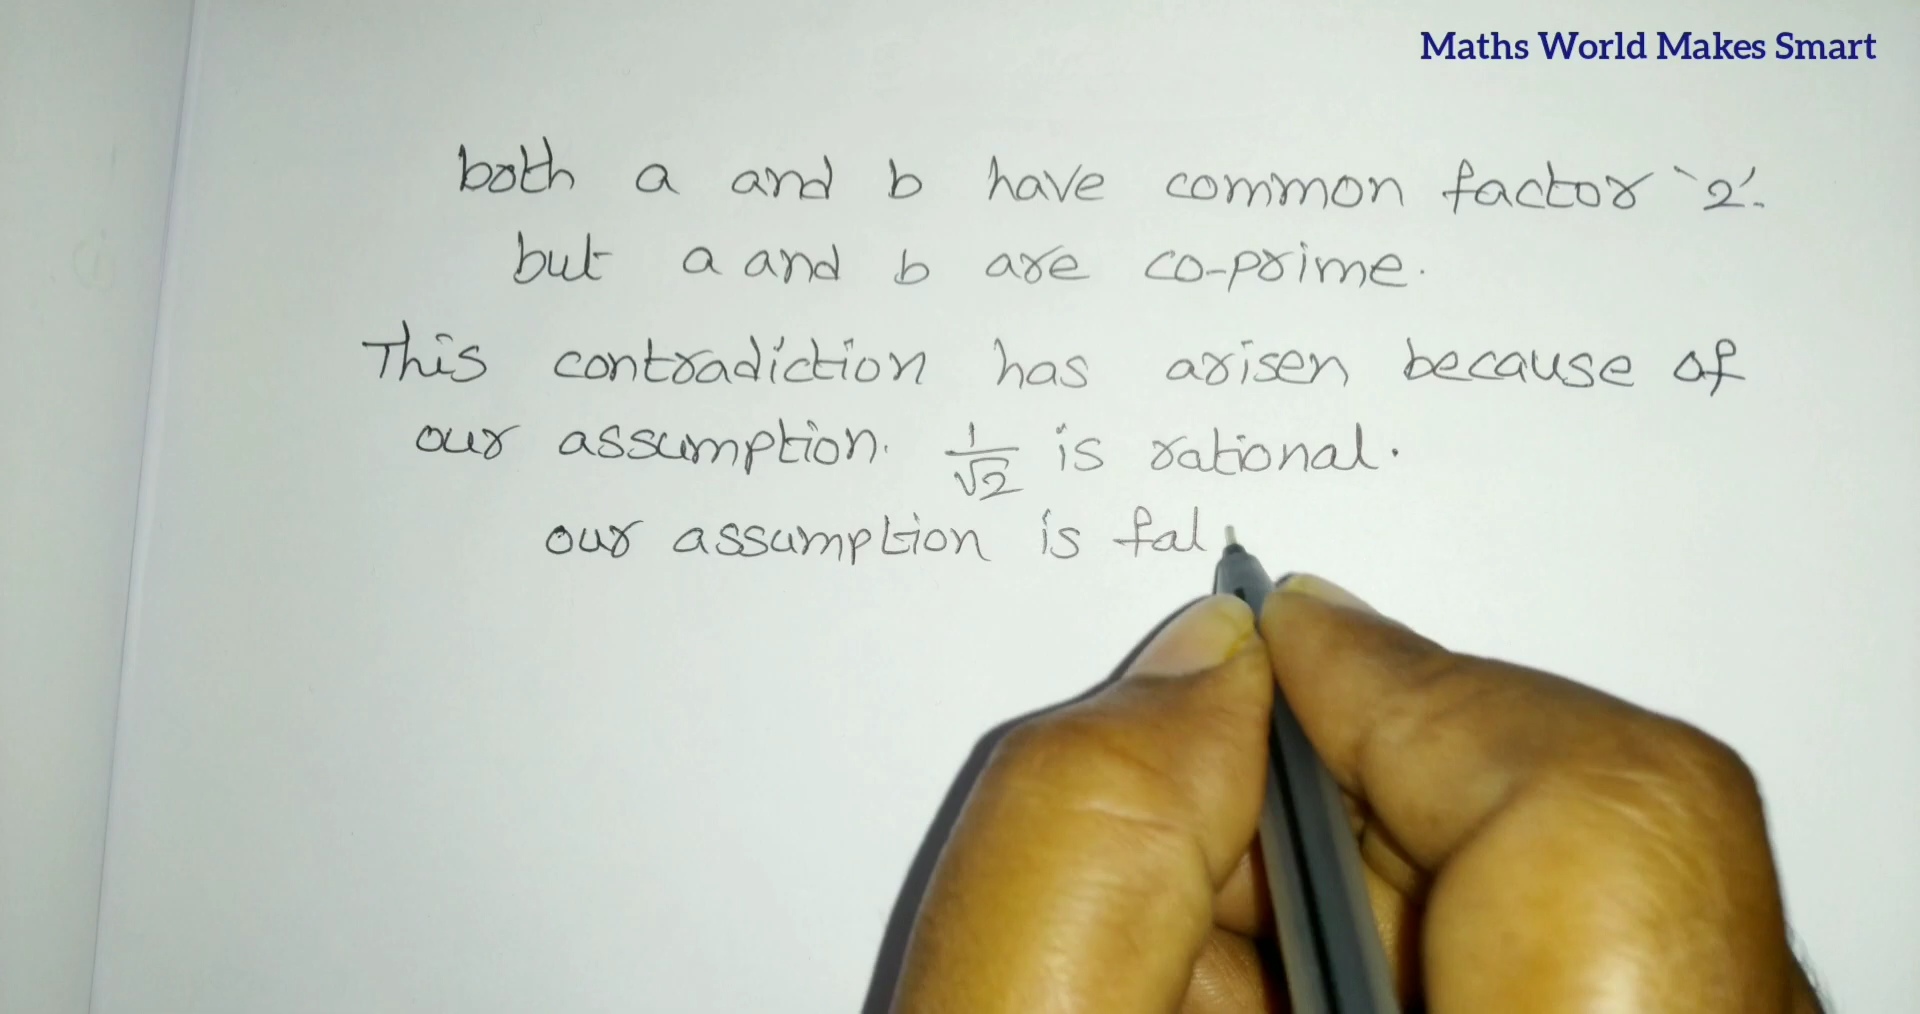 Maths World Makes Smart
both a and b have common factor `2'.
but a and b are co-prime.
This contradiction has arisen because of
our assumption. 1/√2 is rational.
our assumption is fal